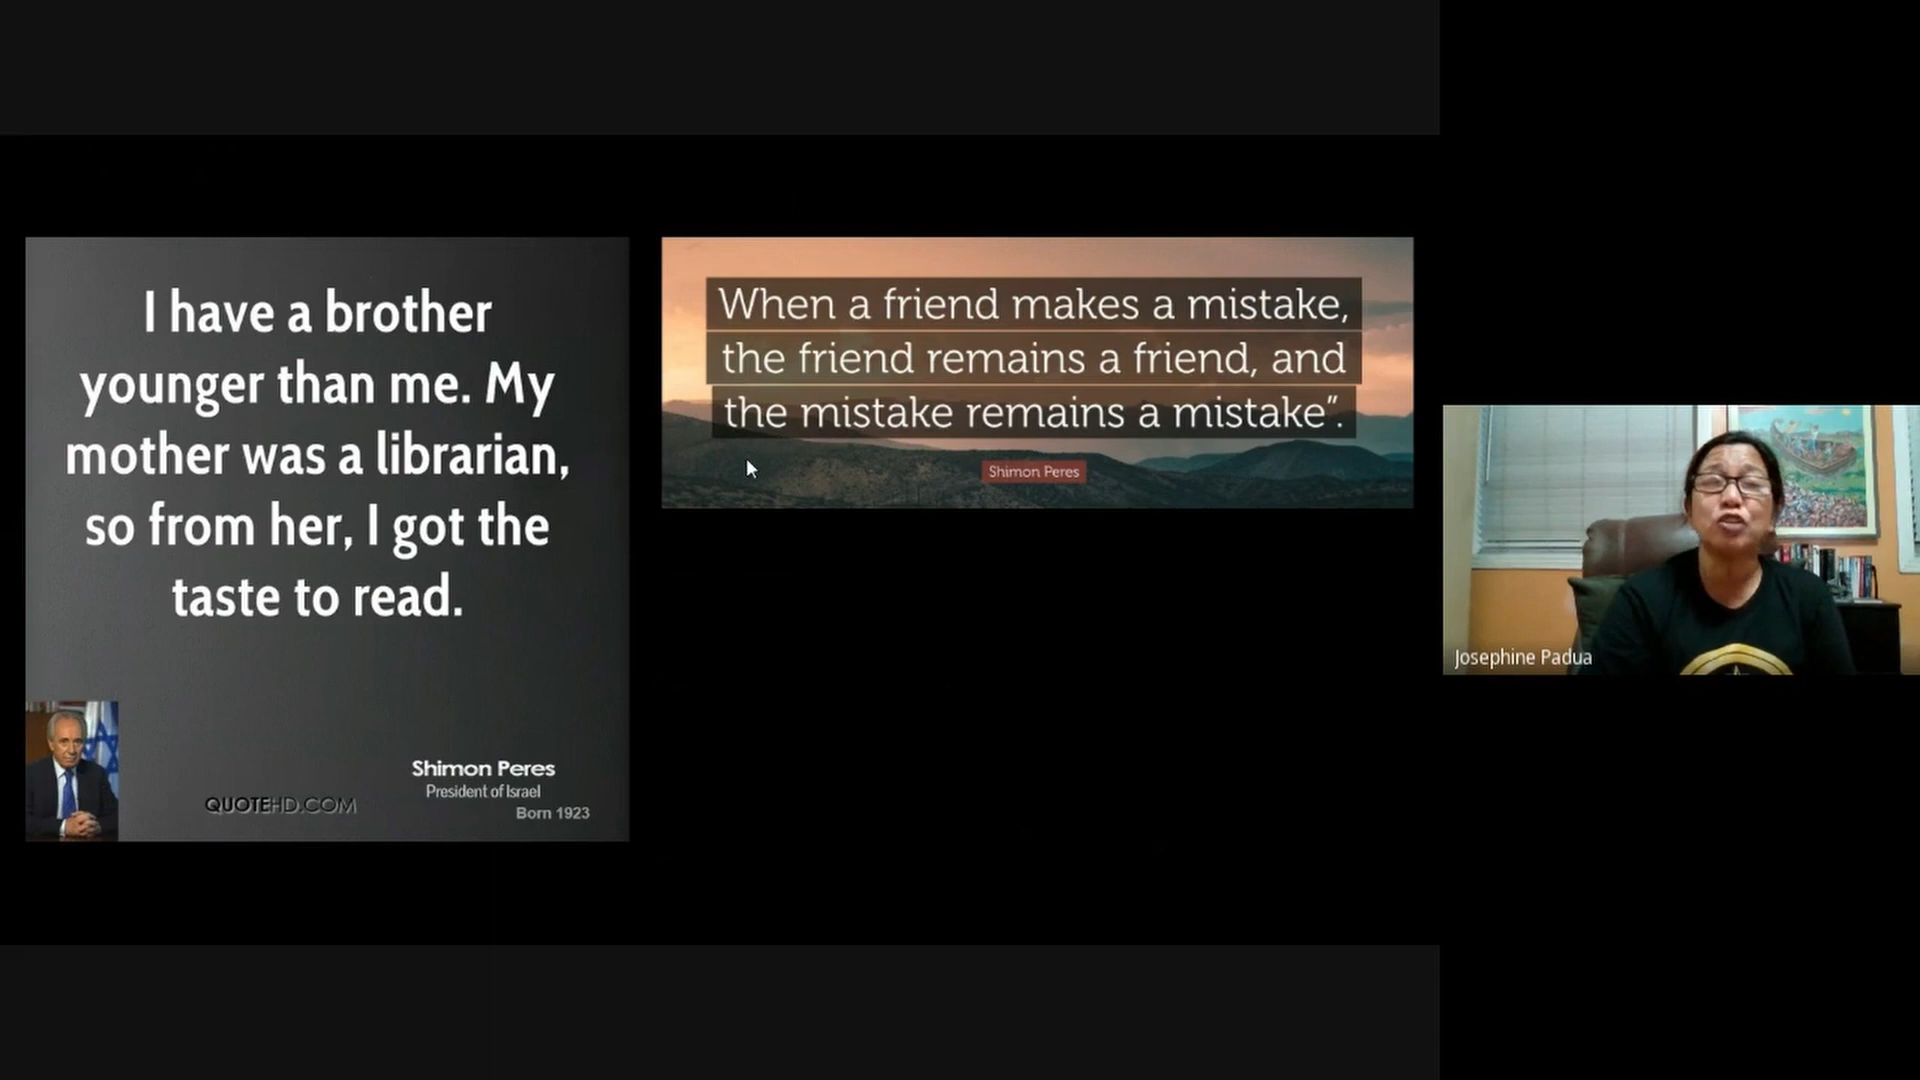 I have a brother
younger than me. My
mother was a librarian,
so from her, I got the
taste to read.
Shimon Peres
President of Israel
Born 1923
QUOTEHD.COM
When a friend makes a mistake,
the friend remains a friend, and
the mistake remains a mistake”.
Shimon Peres
Josephine Padua